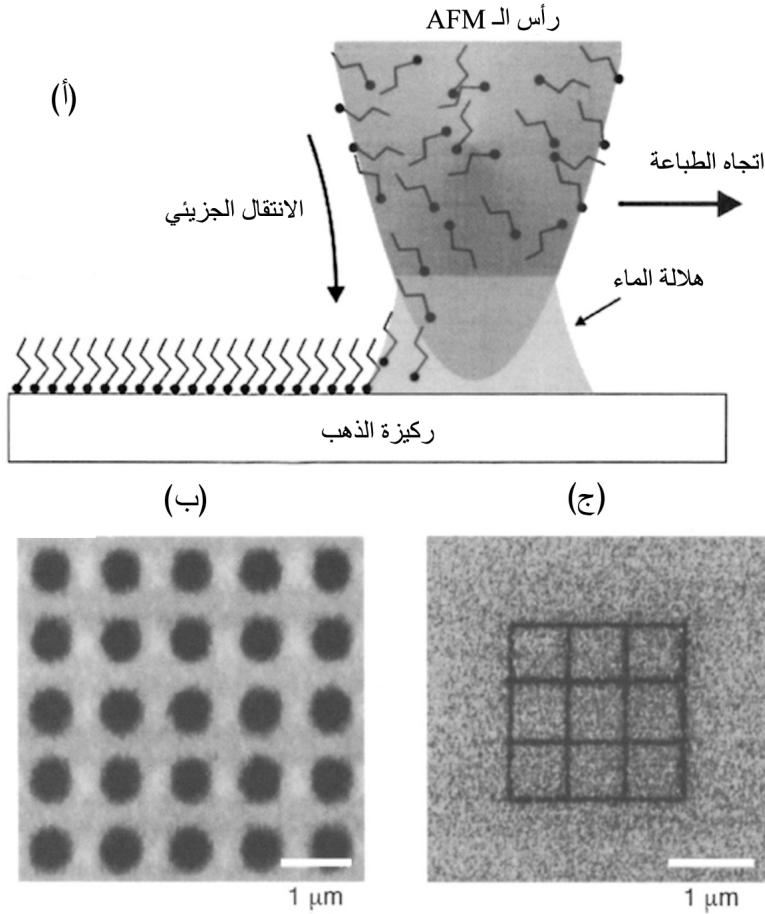 رأس الـ AFM
(أ)
اتجاه الطباعة
الانتقال الجزيئي
هلالة الماء
ركيزة الذهب
(ب)
(ج)
1 μm
1 μm